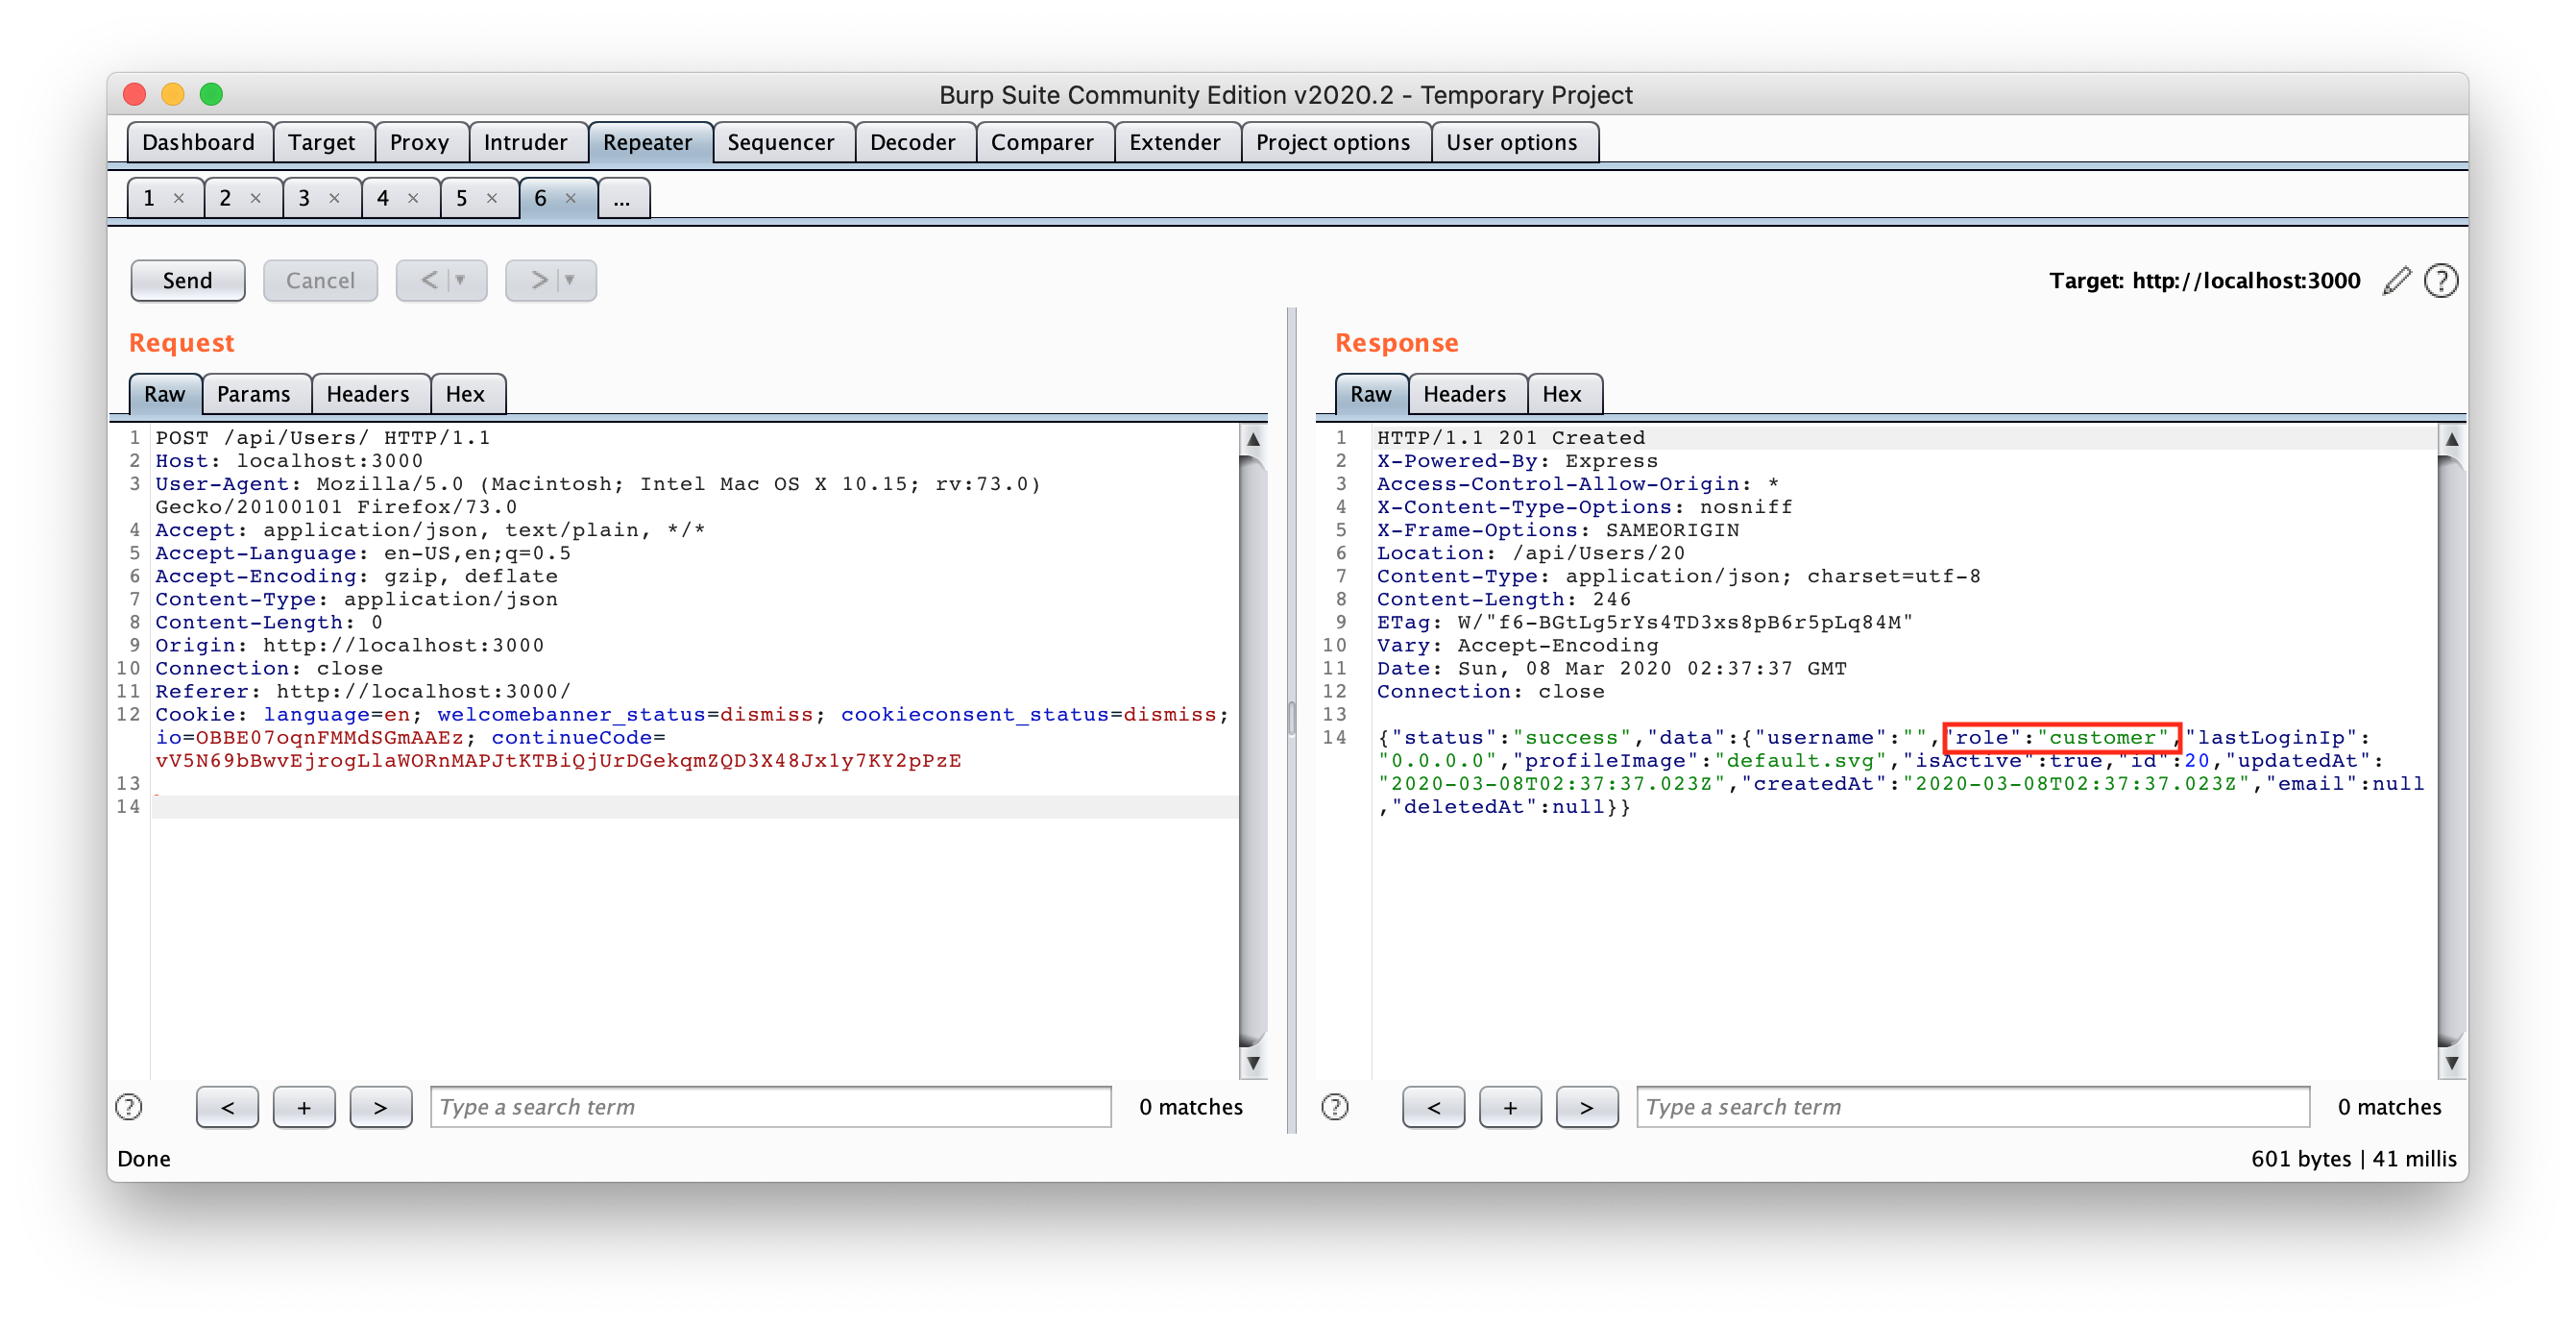 Burp Suite Community Edition v2020.2 - Temporary Project
Dashboard Target Proxy Intruder Repeater Sequencer Decoder Comparer Extender Project options User options
1 × 2 × 3 × 4 × 5 × 6 × ...
Send Cancel < > Target: http://localhost:3000 ?
Request
Raw Params Headers Hex
1 POST /api/Users/ HTTP/1.1
2 Host: localhost:3000
3 User-Agent: Mozilla/5.0 (Macintosh; Intel Mac OS X 10.15; rv:73.0)
Gecko/20100101 Firefox/73.0
4 Accept: application/json, text/plain, */*
5 Accept-Language: en-US,en;q=0.5
6 Accept-Encoding: gzip, deflate
7 Content-Type: application/json
8 Content-Length: 0
9 Origin: http://localhost:3000
10 Connection: close
11 Referer: http://localhost:3000/
12 Cookie: language=en; welcomebanner_status=dismiss; cookieconsent_status=dismiss;
io=OBBE07oqnFMMdSGmAAEz; continueCode=
vV5N69bBwvEjrogLlaWORnMAPJtKTBiQjUrDGekqmZQD3X48Jx1y7KY2pPzE
13
14
? < + > Type a search term 0 matches
Response
Raw Headers Hex
1 HTTP/1.1 201 Created
2 X-Powered-By: Express
3 Access-Control-Allow-Origin: *
4 X-Content-Type-Options: nosniff
5 X-Frame-Options: SAMEORIGIN
6 Location: /api/Users/20
7 Content-Type: application/json; charset=utf-8
8 Content-Length: 246
9 ETag: W/"f6-BGtLg5rYs4TD3xs8pB6r5pLq84M"
10 Vary: Accept-Encoding
11 Date: Sun, 08 Mar 2020 02:37:37 GMT
12 Connection: close
13
14 {"status":"success","data":{"username":"","role":"customer","lastLoginIp":
"0.0.0.0","profileImage":"default.svg","isActive":true,"id":20,"updatedAt":
"2020-03-08T02:37:37.023Z","createdAt":"2020-03-08T02:37:37.023Z","email":null
,"deletedAt":null}}
? < + > Type a search term 0 matches
Done 601 bytes | 41 millis